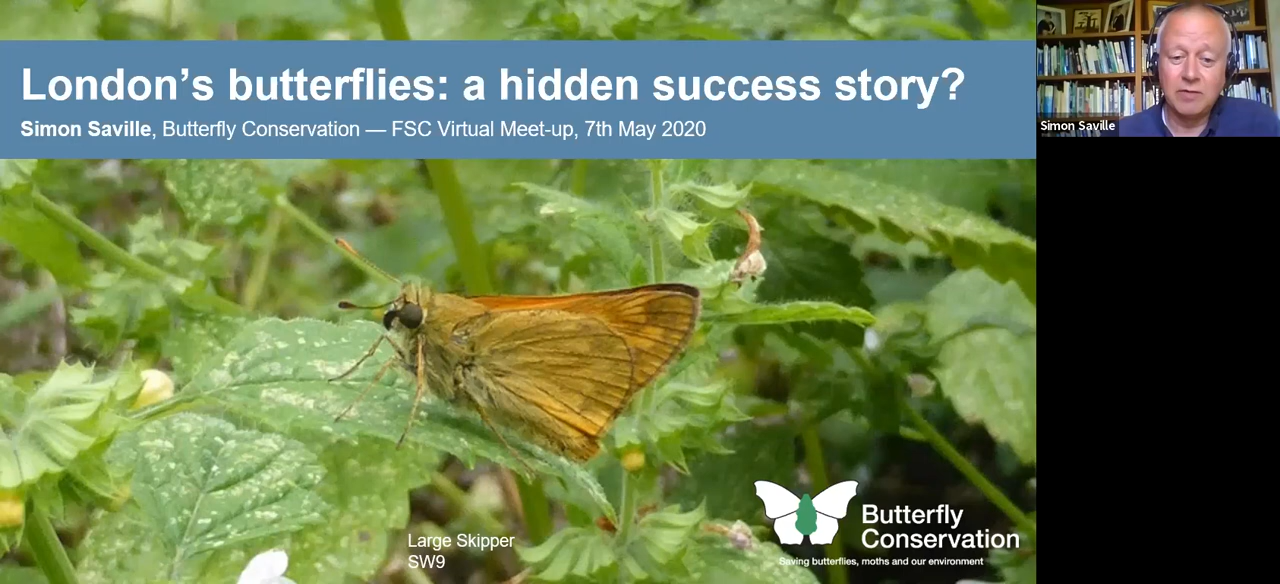 London’s butterflies: a hidden success story?
Simon Saville, Butterfly Conservation — FSC Virtual Meet-up, 7th May 2020
Simon Saville
Large Skipper
SW9
Butterfly
Conservation
Saving butterflies, moths and our environment